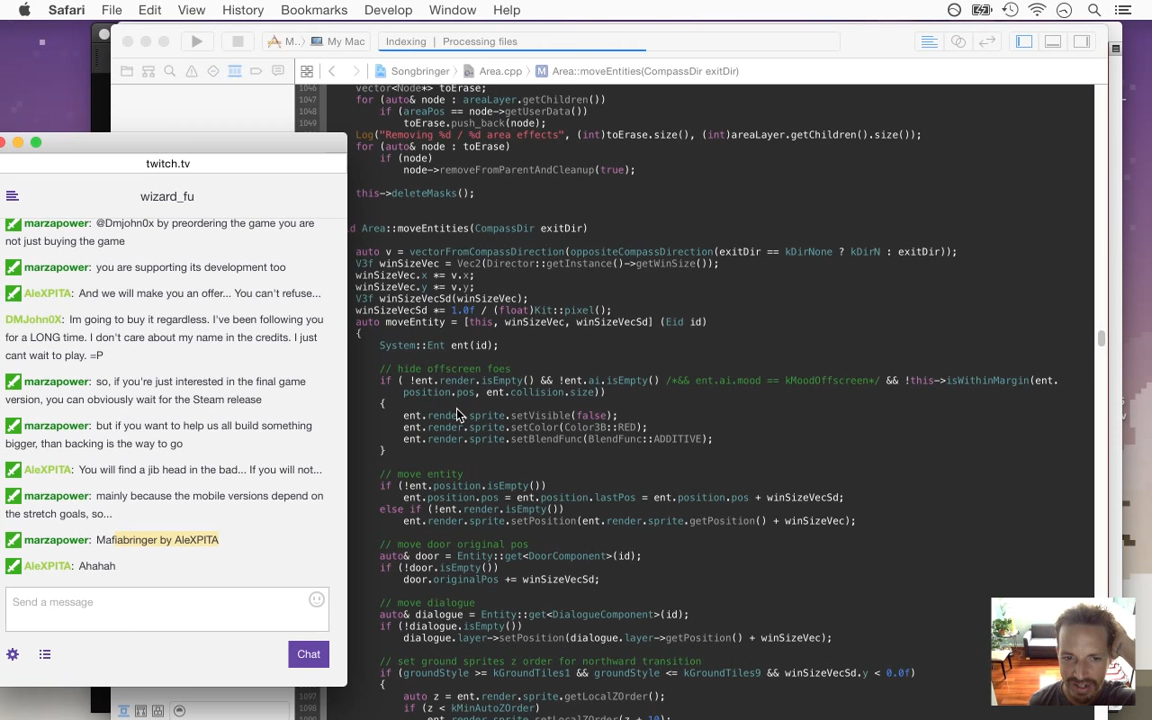 Safari File Edit View History Bookmarks Develop Window Help
M.. My Mac Indexing | Processing files
Songbringer Area.cpp M Area::moveEntities(CompassDir exitDir)
twitch.tv
wizard_fu
marzapower: @Dmjohn0x by preordering the game you are
not just buying the game
marzapower: you are supporting its development too
AleXPITA: And we will make you an offer... You can't refuse...
DMJohn0X: Im going to buy it regardless. I've been following you
for a LONG time. I don't care about my name in the credits. I just
cant wait to play. =P
marzapower: so, if you're just interested in the final game
version, you can obviously wait for the Steam release
marzapower: but if you want to help us all build something
bigger, than backing is the way to go
AleXPITA: You will find a jib head in the bad... If you will not...
marzapower: mainly because the mobile versions depend on
the stretch goals, so...
marzapower: Mafiabringer by AleXPITA
AleXPITA: Ahahah
Send a message
Chat
1046 vector<Node*> toErase;
1047 for (auto& node : areaLayer.getChildren())
1048 if (areaPos == node->getUserData())
1049 toErase.push_back(node);
Log("Removing %d / %d area effects", (int)toErase.size(), (int)areaLayer.getChildren().size());
for (auto& node : toErase)
if (node)
node->removeFromParentAndCleanup(true);
this->deleteMasks();
d Area::moveEntities(CompassDir exitDir)
auto v = vectorFromCompassDirection(oppositeCompassDirection(exitDir == kDirNone ? kDirN : exitDir));
V3f winSizeVec = Vec2(Director::getInstance()->getWinSize());
winSizeVec.x *= v.x;
winSizeVec.y *= v.y;
V3f winSizeVecSd(winSizeVec);
winSizeVecSd *= 1.0f / (float)Kit::pixel();
auto moveEntity = [this, winSizeVec, winSizeVecSd] (Eid id)
{
System::Ent ent(id);
// hide offscreen foes
if ( !ent.render.isEmpty() && !ent.ai.isEmpty() /*&& ent.ai.mood == kMoodOffscreen*/ && !this->isWithinMargin(ent.
position.pos, ent.collision.size))
{
ent.render.sprite.setVisible(false);
ent.render.sprite.setColor(Color3B::RED);
ent.render.sprite.setBlendFunc(BlendFunc::ADDITIVE);
}
// move entity
if (!ent.position.isEmpty())
ent.position.pos = ent.position.lastPos = ent.position.pos + winSizeVecSd;
else if (!ent.render.isEmpty())
ent.render.sprite.setPosition(ent.render.sprite.getPosition() + winSizeVec);
// move door original pos
auto& door = Entity::get<DoorComponent>(id);
if (!door.isEmpty())
door.originalPos += winSizeVecSd;
// move dialogue
auto& dialogue = Entity::get<DialogueComponent>(id);
if (!dialogue.isEmpty())
dialogue.layer->setPosition(dialogue.layer->getPosition() + winSizeVec);
// set ground sprites z order for northward transition
if (groundStyle >= kGroundTiles1 && groundStyle <= kGroundTiles9 && winSizeVecSd.y < 0.0f)
{
1097 auto z = ent.render.sprite.getLocalZOrder();
1098 if (z < kMinAutoZOrder)
ent.render.sprite.setLocalZOrder(z + 10);